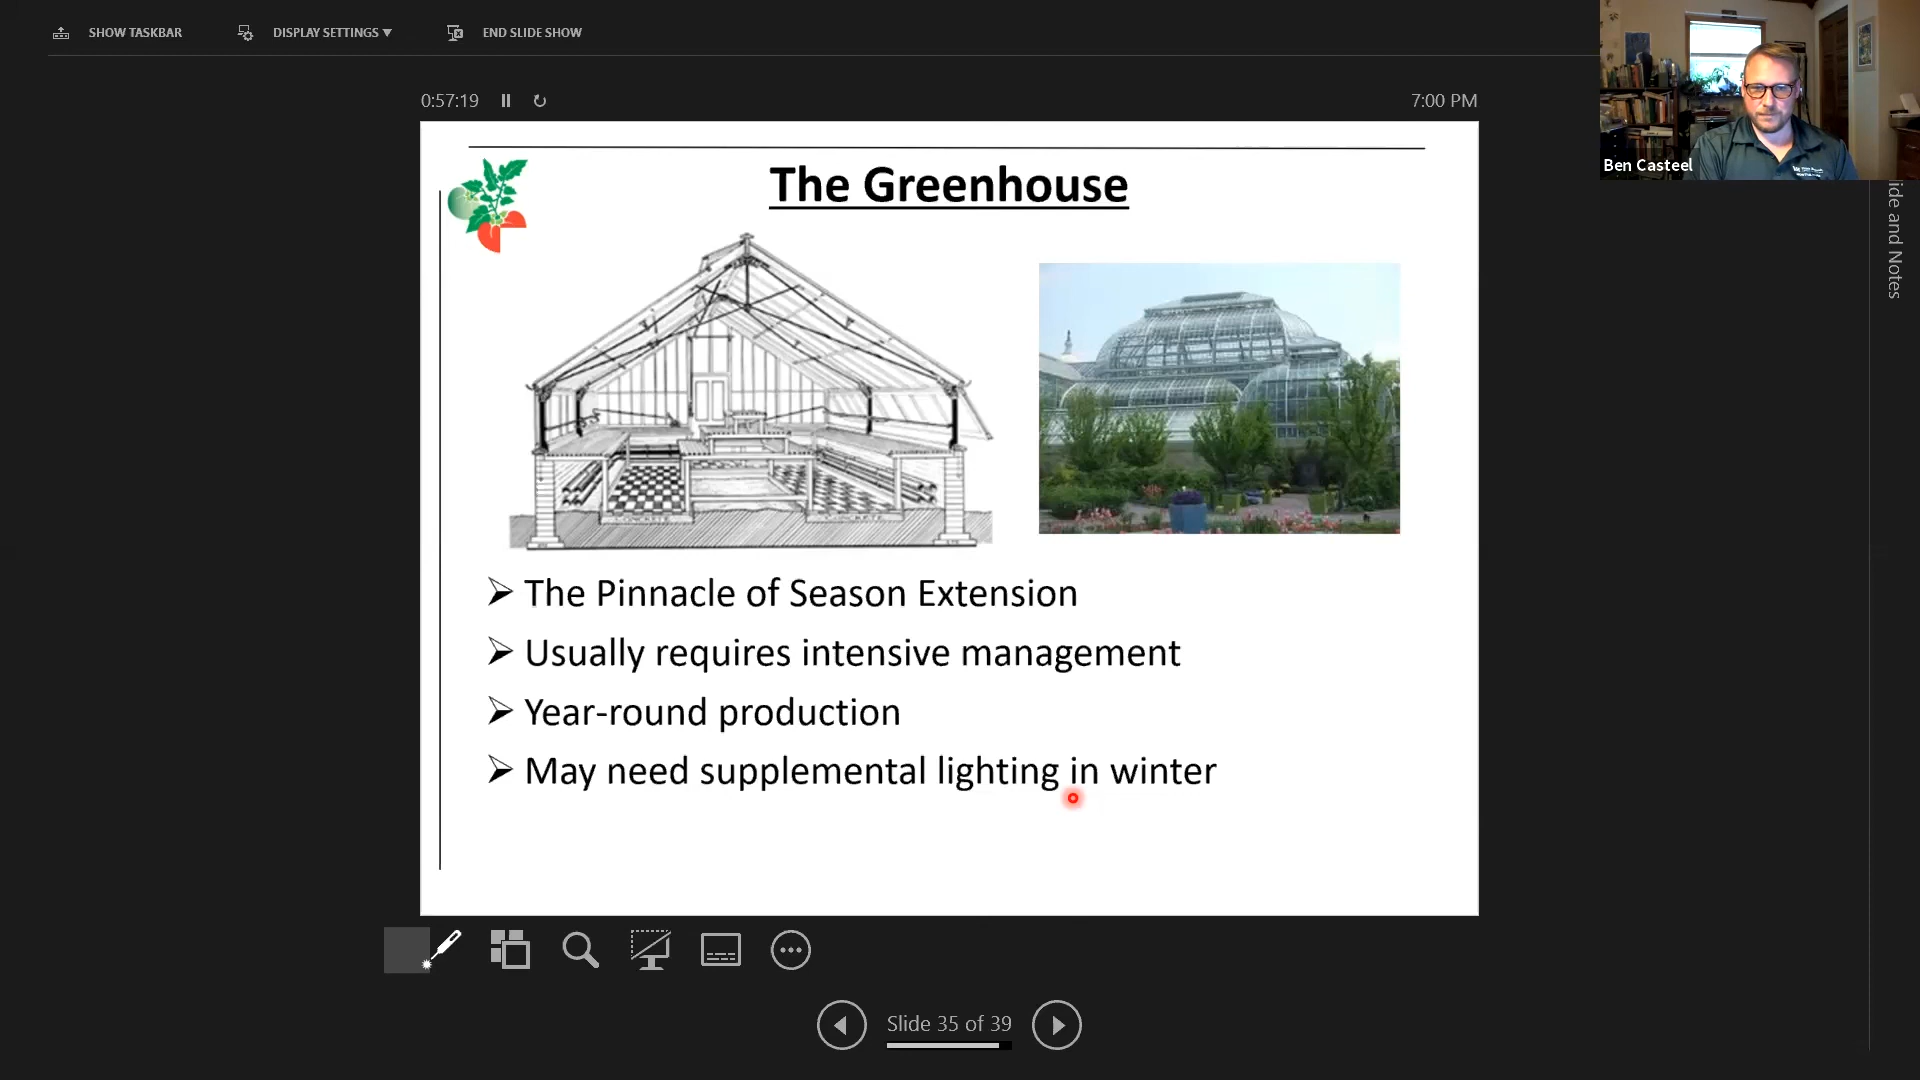 SHOW TASKBAR
DISPLAY SETTINGS ▼
END SLIDE SHOW
0:57:19
7:00 PM
Ben Casteel
ide and Notes
The Greenhouse
CONCRETE
CONCRETE
➢ The Pinnacle of Season Extension
➢ Usually requires intensive management
➢ Year-round production
➢ May need supplemental lighting in winter
Slide 35 of 39